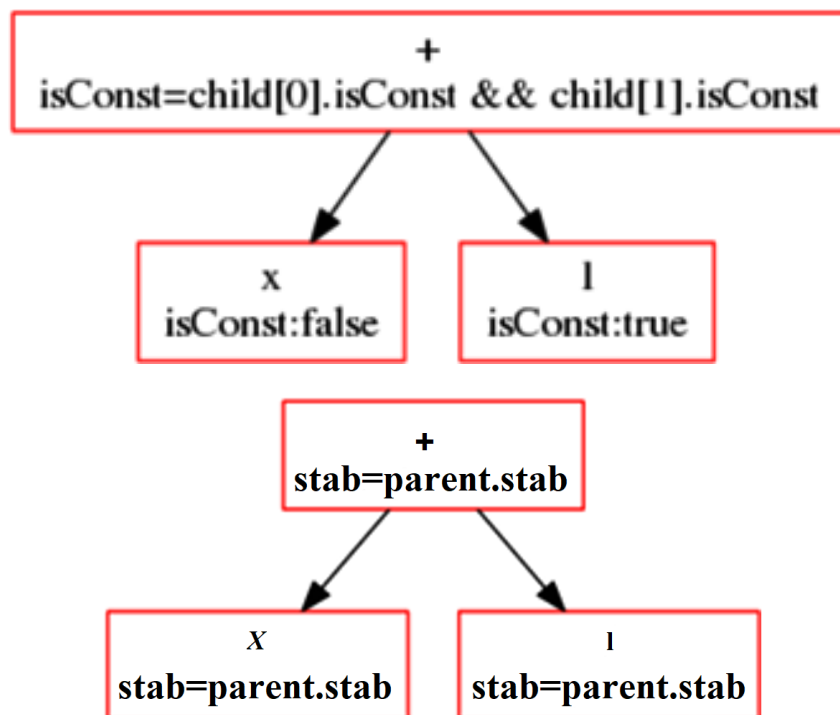 +
isConst=child[0].isConst && child[1].isConst
x
isConst:false
1
isConst:true
+
stab=parent.stab
X
stab=parent.stab
1
stab=parent.stab